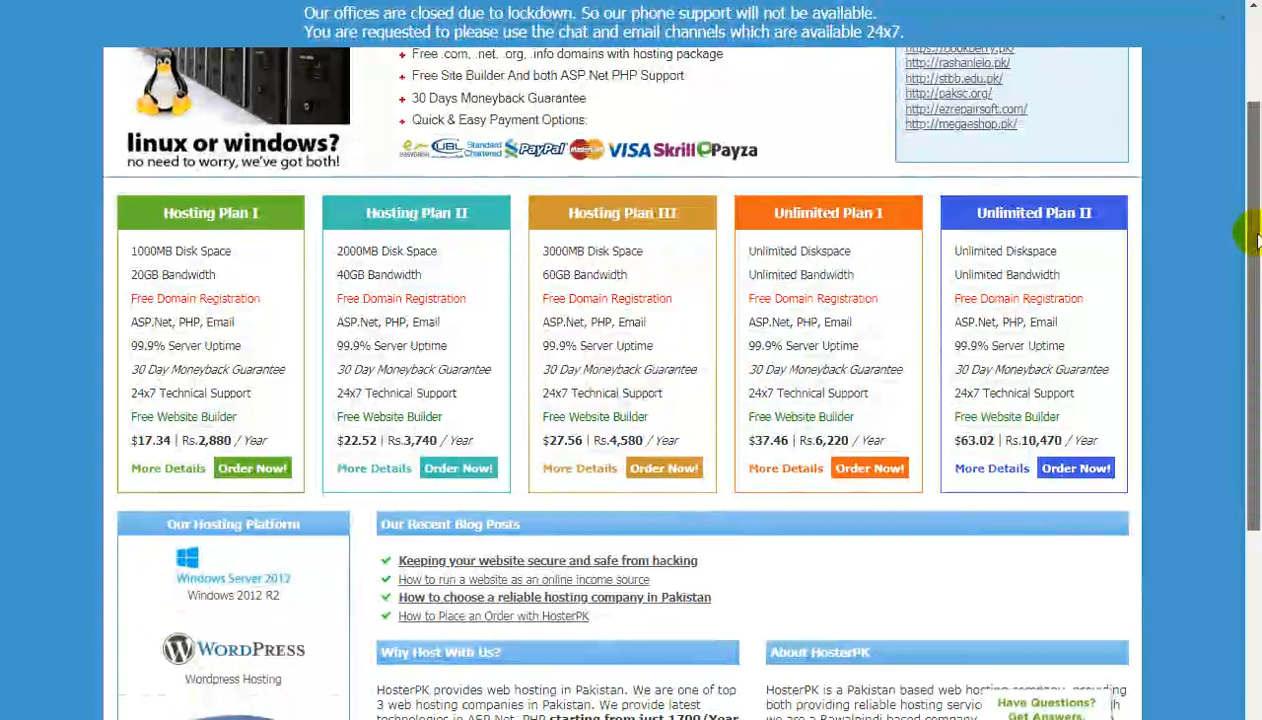 Our offices are closed due to lockdown. So our phone support will not be available.
You are requested to please use the chat and email channels which are available 24x7.
Free .com, .net, .org, .info domains with hosting package
Free Site Builder And both ASP.Net PHP Support
30 Days Moneyback Guarantee
Quick & Easy Payment Options:
UBL Standard Chartered PayPal MasterCard VISA Skrill Payza
linux or windows?
no need to worry, we've got both!
https://bookberry.pk/
http://rashanlelo.pk/
http://stbb.edu.pk/
http://paksc.org/
http://ezrepairsoft.com/
http://megaeshop.pk/
Hosting Plan I
1000MB Disk Space
20GB Bandwidth
Free Domain Registration
ASP.Net, PHP, Email
99.9% Server Uptime
30 Day Moneyback Guarantee
24x7 Technical Support
Free Website Builder
$17.34 | Rs.2,880 / Year
More Details Order Now!
Hosting Plan II
2000MB Disk Space
40GB Bandwidth
Free Domain Registration
ASP.Net, PHP, Email
99.9% Server Uptime
30 Day Moneyback Guarantee
24x7 Technical Support
Free Website Builder
$22.52 | Rs.3,740 / Year
More Details Order Now!
Hosting Plan III
3000MB Disk Space
60GB Bandwidth
Free Domain Registration
ASP.Net, PHP, Email
99.9% Server Uptime
30 Day Moneyback Guarantee
24x7 Technical Support
Free Website Builder
$27.56 | Rs.4,580 / Year
More Details Order Now!
Unlimited Plan I
Unlimited Diskspace
Unlimited Bandwidth
Free Domain Registration
ASP.Net, PHP, Email
99.9% Server Uptime
30 Day Moneyback Guarantee
24x7 Technical Support
Free Website Builder
$37.46 | Rs.6,220 / Year
More Details Order Now!
Unlimited Plan II
Unlimited Diskspace
Unlimited Bandwidth
Free Domain Registration
ASP.Net, PHP, Email
99.9% Server Uptime
30 Day Moneyback Guarantee
24x7 Technical Support
Free Website Builder
$63.02 | Rs.10,470 / Year
More Details Order Now!
Our Hosting Platform
Windows Server 2012
Windows 2012 R2
WORDPRESS
Wordpress Hosting
Our Recent Blog Posts
Keeping your website secure and safe from hacking
How to run a website as an online income source
How to choose a reliable hosting company in Pakistan
How to Place an Order with HosterPK
Why Host With Us?
HosterPK provides web hosting in Pakistan. We are one of top
3 web hosting companies in Pakistan. We provide latest
technologies in ASP.Net, PHP starting from just 1700/Year
About HosterPK
HosterPK is a Pakistan based web hosting company, providing
both providing reliable hosting
we are a Rawalpindi based company
Have Questions?
Get Answers.